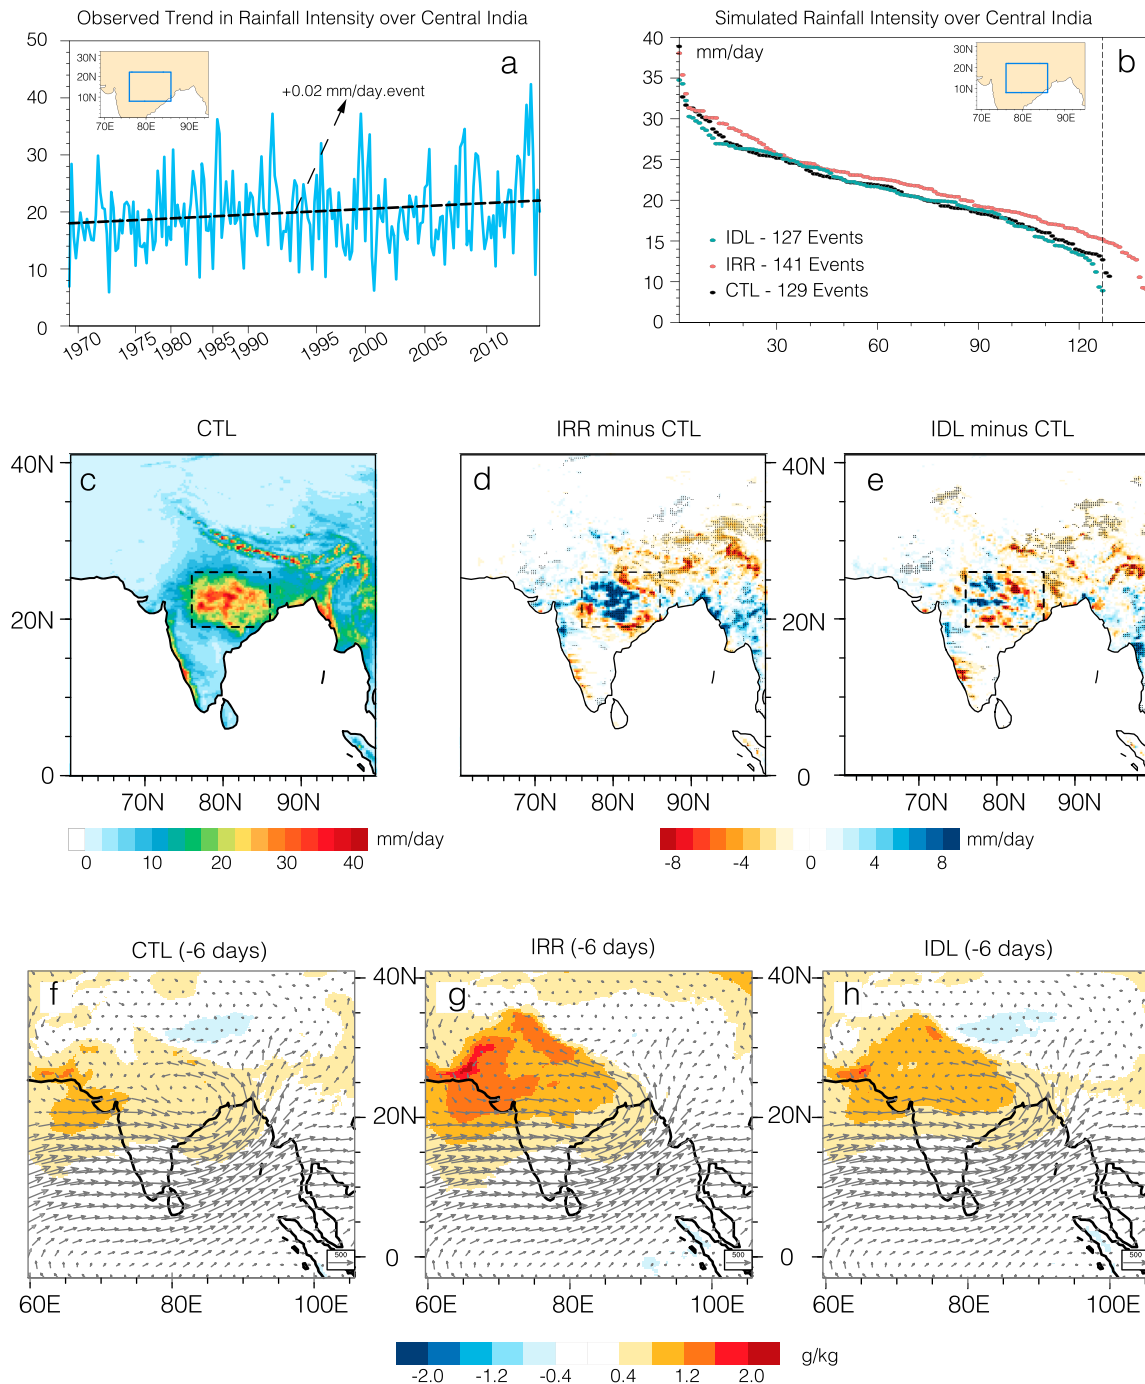 Observed Trend in Rainfall Intensity over Central India
50
40
30
20
10
0
a
30N
20N
10N
70E 80E 90E
+0.02 mm/day.event
1970 1975 1980 1985 1990 1995 2000 2005 2010
Simulated Rainfall Intensity over Central India
40
35
30
25
20
15
10
5
0
mm/day
b
30N
20N
10N
70E 80E 90E
IDL - 127 Events
IRR - 141 Events
CTL - 129 Events
30 60 90 120
CTL
c
40N
20N
0
70N 80N 90N
0 10 20 30 40 mm/day
IRR minus CTL
d
70N 80N 90N
IDL minus CTL
e
40N
20N
0
70N 80N 90N
-8 -4 0 4 8 mm/day
CTL (-6 days)
f
500
60E 80E 100E
IRR (-6 days)
g
40N
20N
0
500
60E 80E 100E
IDL (-6 days)
h
40N
20N
0
500
60E 80E 100E
-2.0 -1.2 -0.4 0.4 1.2 2.0 g/kg